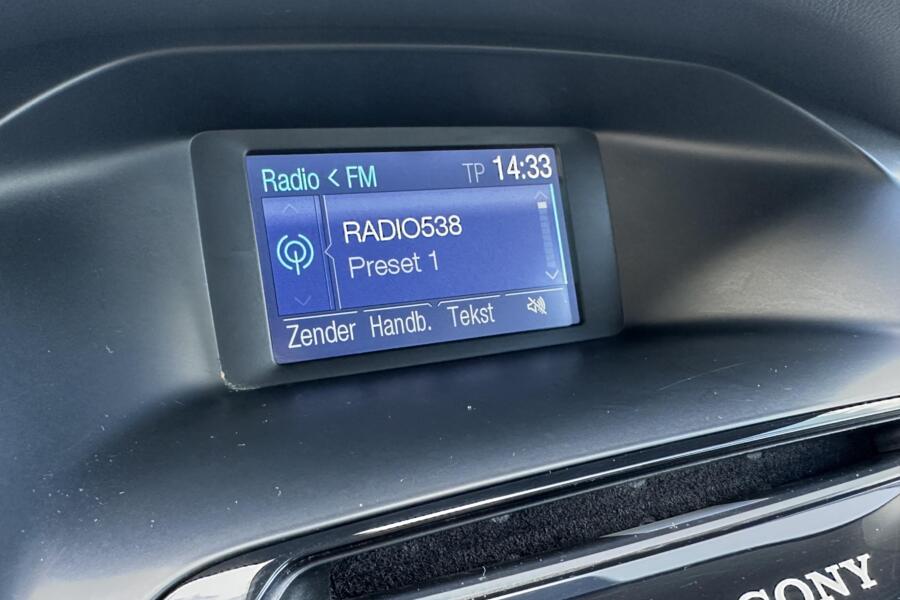 Radio < FM TP 14:33
RADIO538
Preset 1
Zender Handb. Tekst
SONY